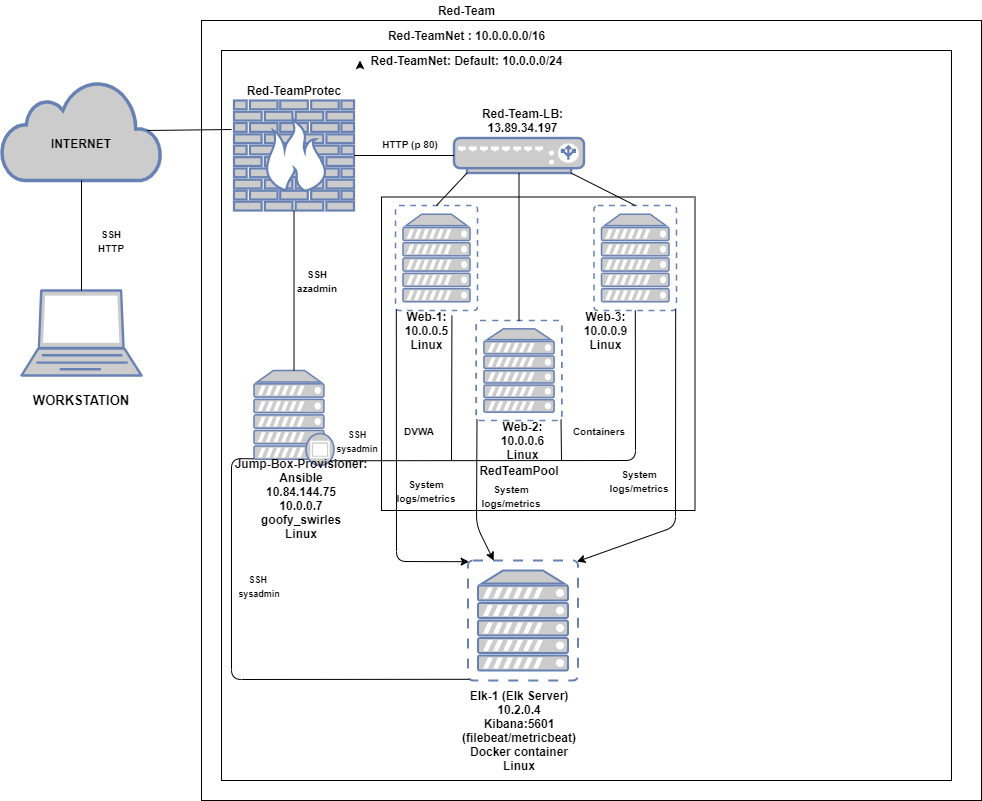 Red-Team
Red-TeamNet : 10.0.0.0.0/16
Red-TeamNet: Default: 10.0.0.0/24
Red-TeamProtec
Red-Team-LB:
13.89.34.197
INTERNET
HTTP (p 80)
SSH
HTTP
SSH
azadmin
Web-1:
10.0.0.5
Linux
Web-3:
10.0.0.9
Linux
WORKSTATION
DVWA
Web-2:
10.0.0.6
Linux
Containers
SSH
sysadmin
RedTeamPool
Jump-Box-Provisioner:
Ansible
10.84.144.75
10.0.0.7
goofy_swirles
Linux
System
logs/metrics
System
logs/metrics
System
logs/metrics
SSH
sysadmin
Elk-1 (Elk Server)
10.2.0.4
Kibana:5601
(filebeat/metricbeat)
Docker container
Linux